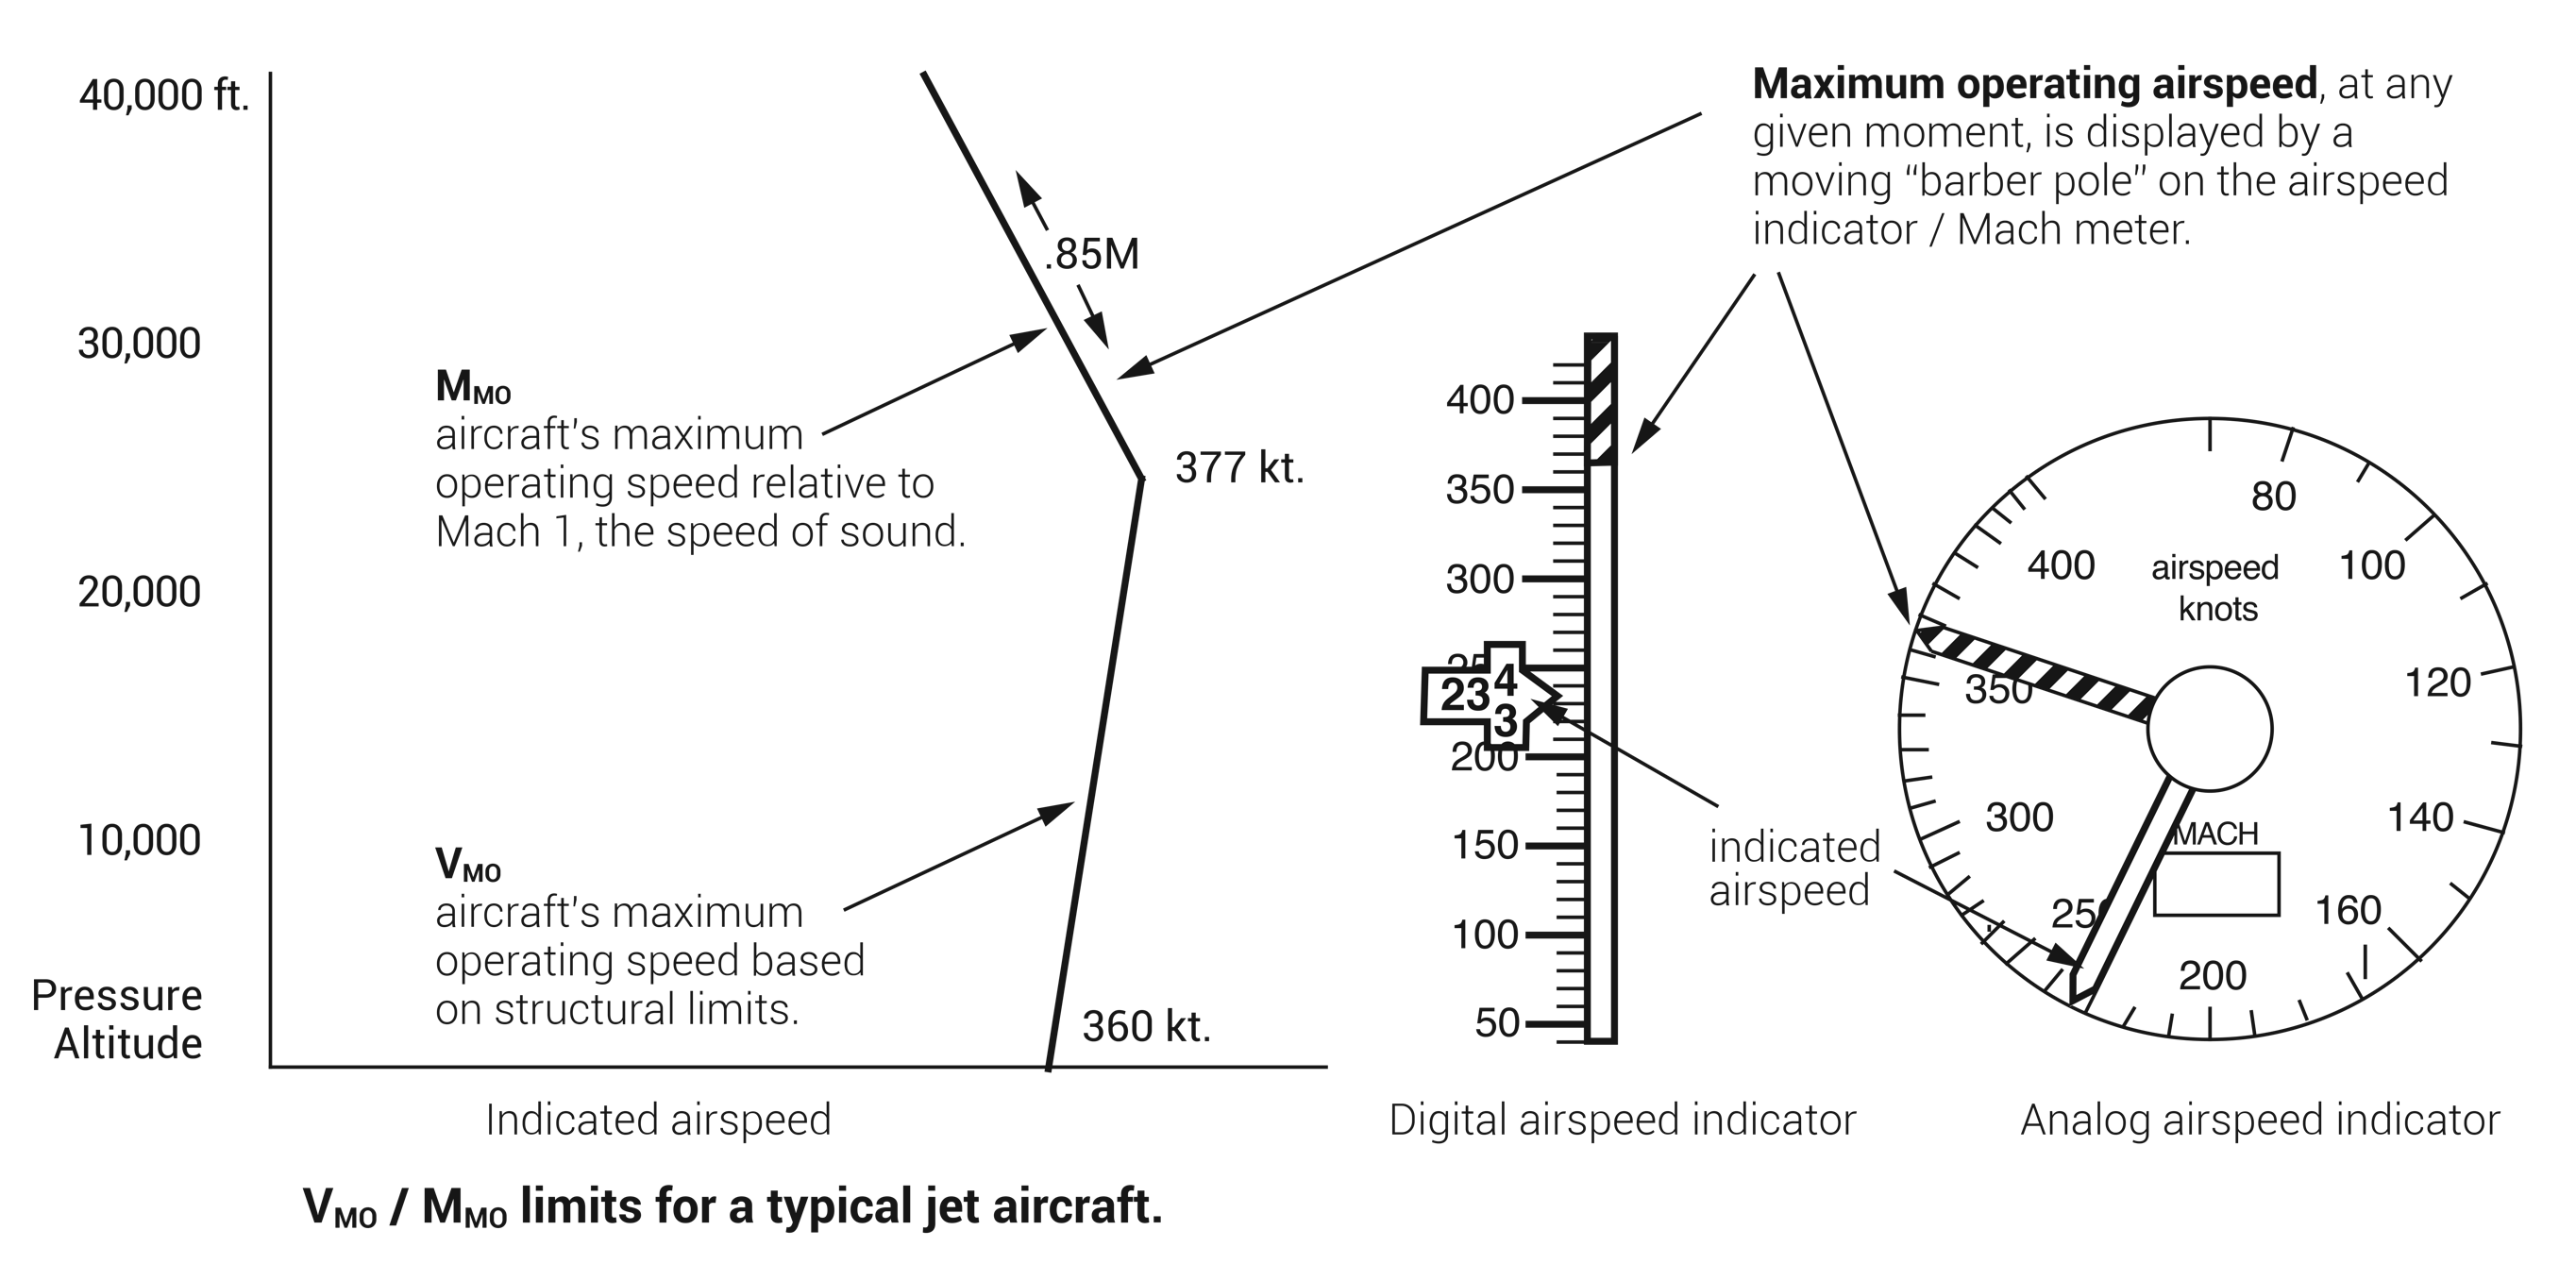 40,000 ft.
30,000
20,000
10,000
Pressure
Altitude
.85M
377 kt.
360 kt.
MMO
aircraft's maximum
operating speed relative to
Mach 1, the speed of sound.
VMO
aircraft's maximum
operating speed based
on structural limits.
Indicated airspeed
VMO / MMO limits for a typical jet aircraft.
Maximum operating airspeed, at any
given moment, is displayed by a
moving “barber pole” on the airspeed
indicator / Mach meter.
400
350
300
250
23
4
3
200
150
100
50
Digital airspeed indicator
indicated
airspeed
80
100
120
140
160
200
250
300
350
400
airspeed
knots
MACH
Analog airspeed indicator